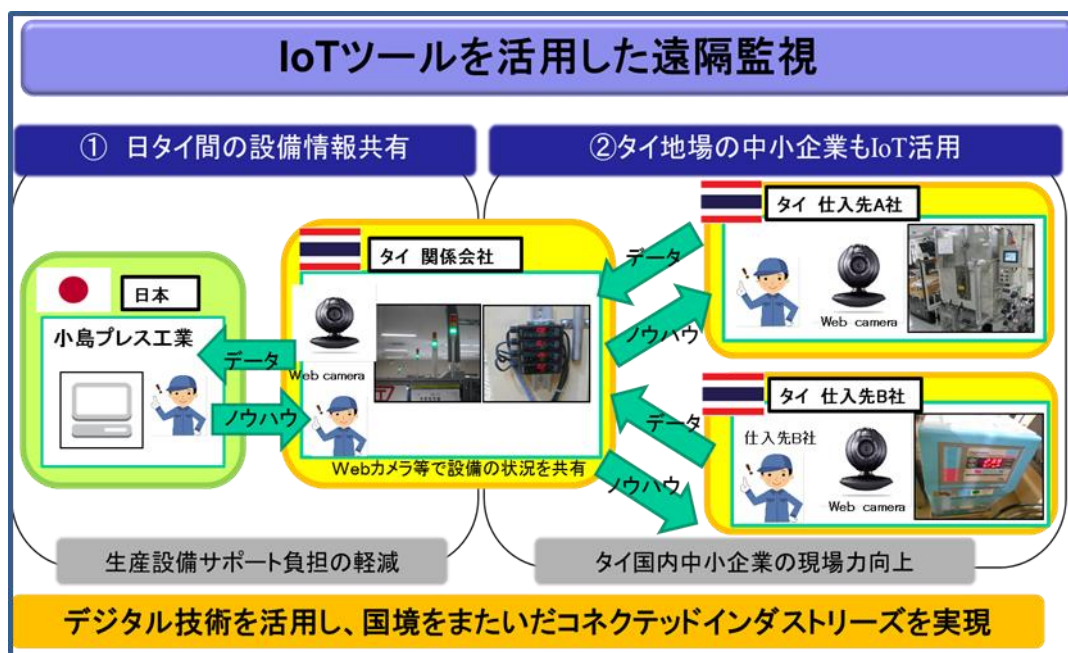 IoTツールを活用した遠隔監視
① 日タイ間の設備情報共有
②タイ地場の中小企業もIoT活用
日本
小島プレス工業
データ
ノウハウ
タイ 関係会社
Web camera
Webカメラ等で設備の状況を共有
データ
ノウハウ
データ
ノウハウ
タイ 仕入先A社
Web camera
タイ 仕入先B社
仕入先B社
Web camera
生産設備サポート負担の軽減
タイ国内中小企業の現場力向上
デジタル技術を活用し、国境をまたいだコネクテッドインダストリーズを実現